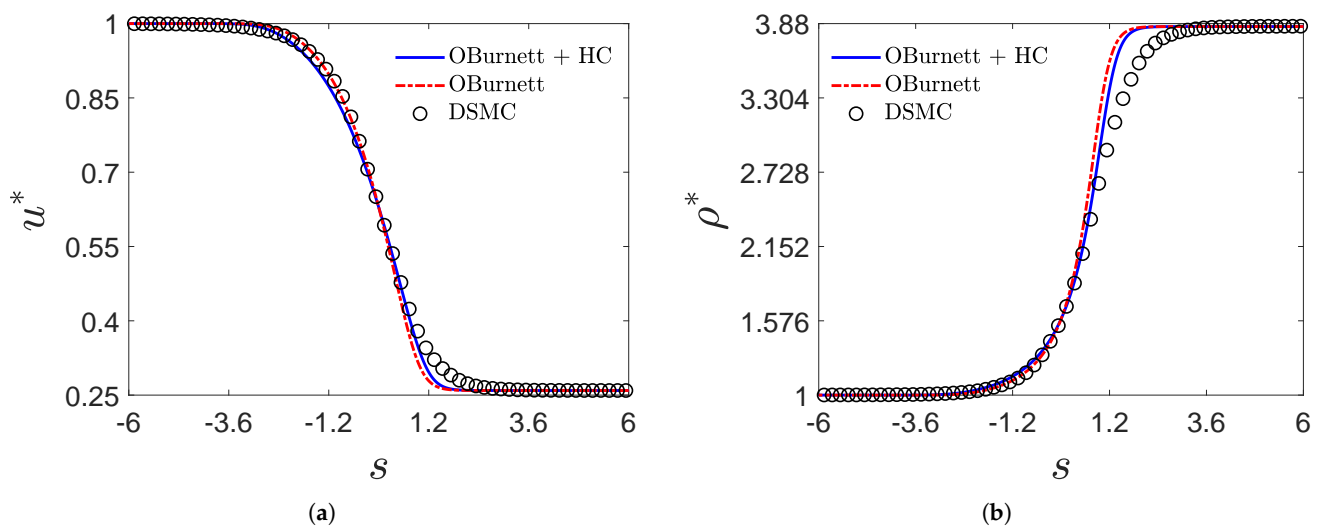 1
0.85
0.7
0.55
0.4
0.25
u*
OBurnett + HC
OBurnett
DSMC
-6 -3.6 -1.2 1.2 3.6 6
s
(a)
3.88
3.304
2.728
2.152
1.576
1
ρ*
OBurnett + HC
OBurnett
DSMC
-6 -3.6 -1.2 1.2 3.6 6
s
(b)